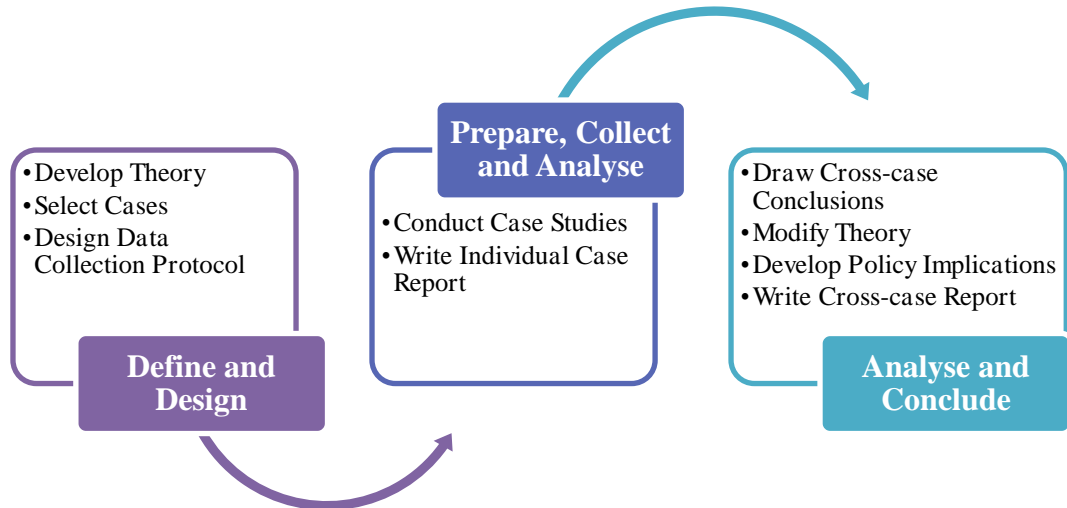 •Develop Theory
•Select Cases
•Design Data
Collection Protocol
Define and
Design
Prepare, Collect
and Analyse
•Conduct Case Studies
•Write Individual Case
Report
•Draw Cross-case
Conclusions
•Modify Theory
•Develop Policy Implications
•Write Cross-case Report
Analyse and
Conclude